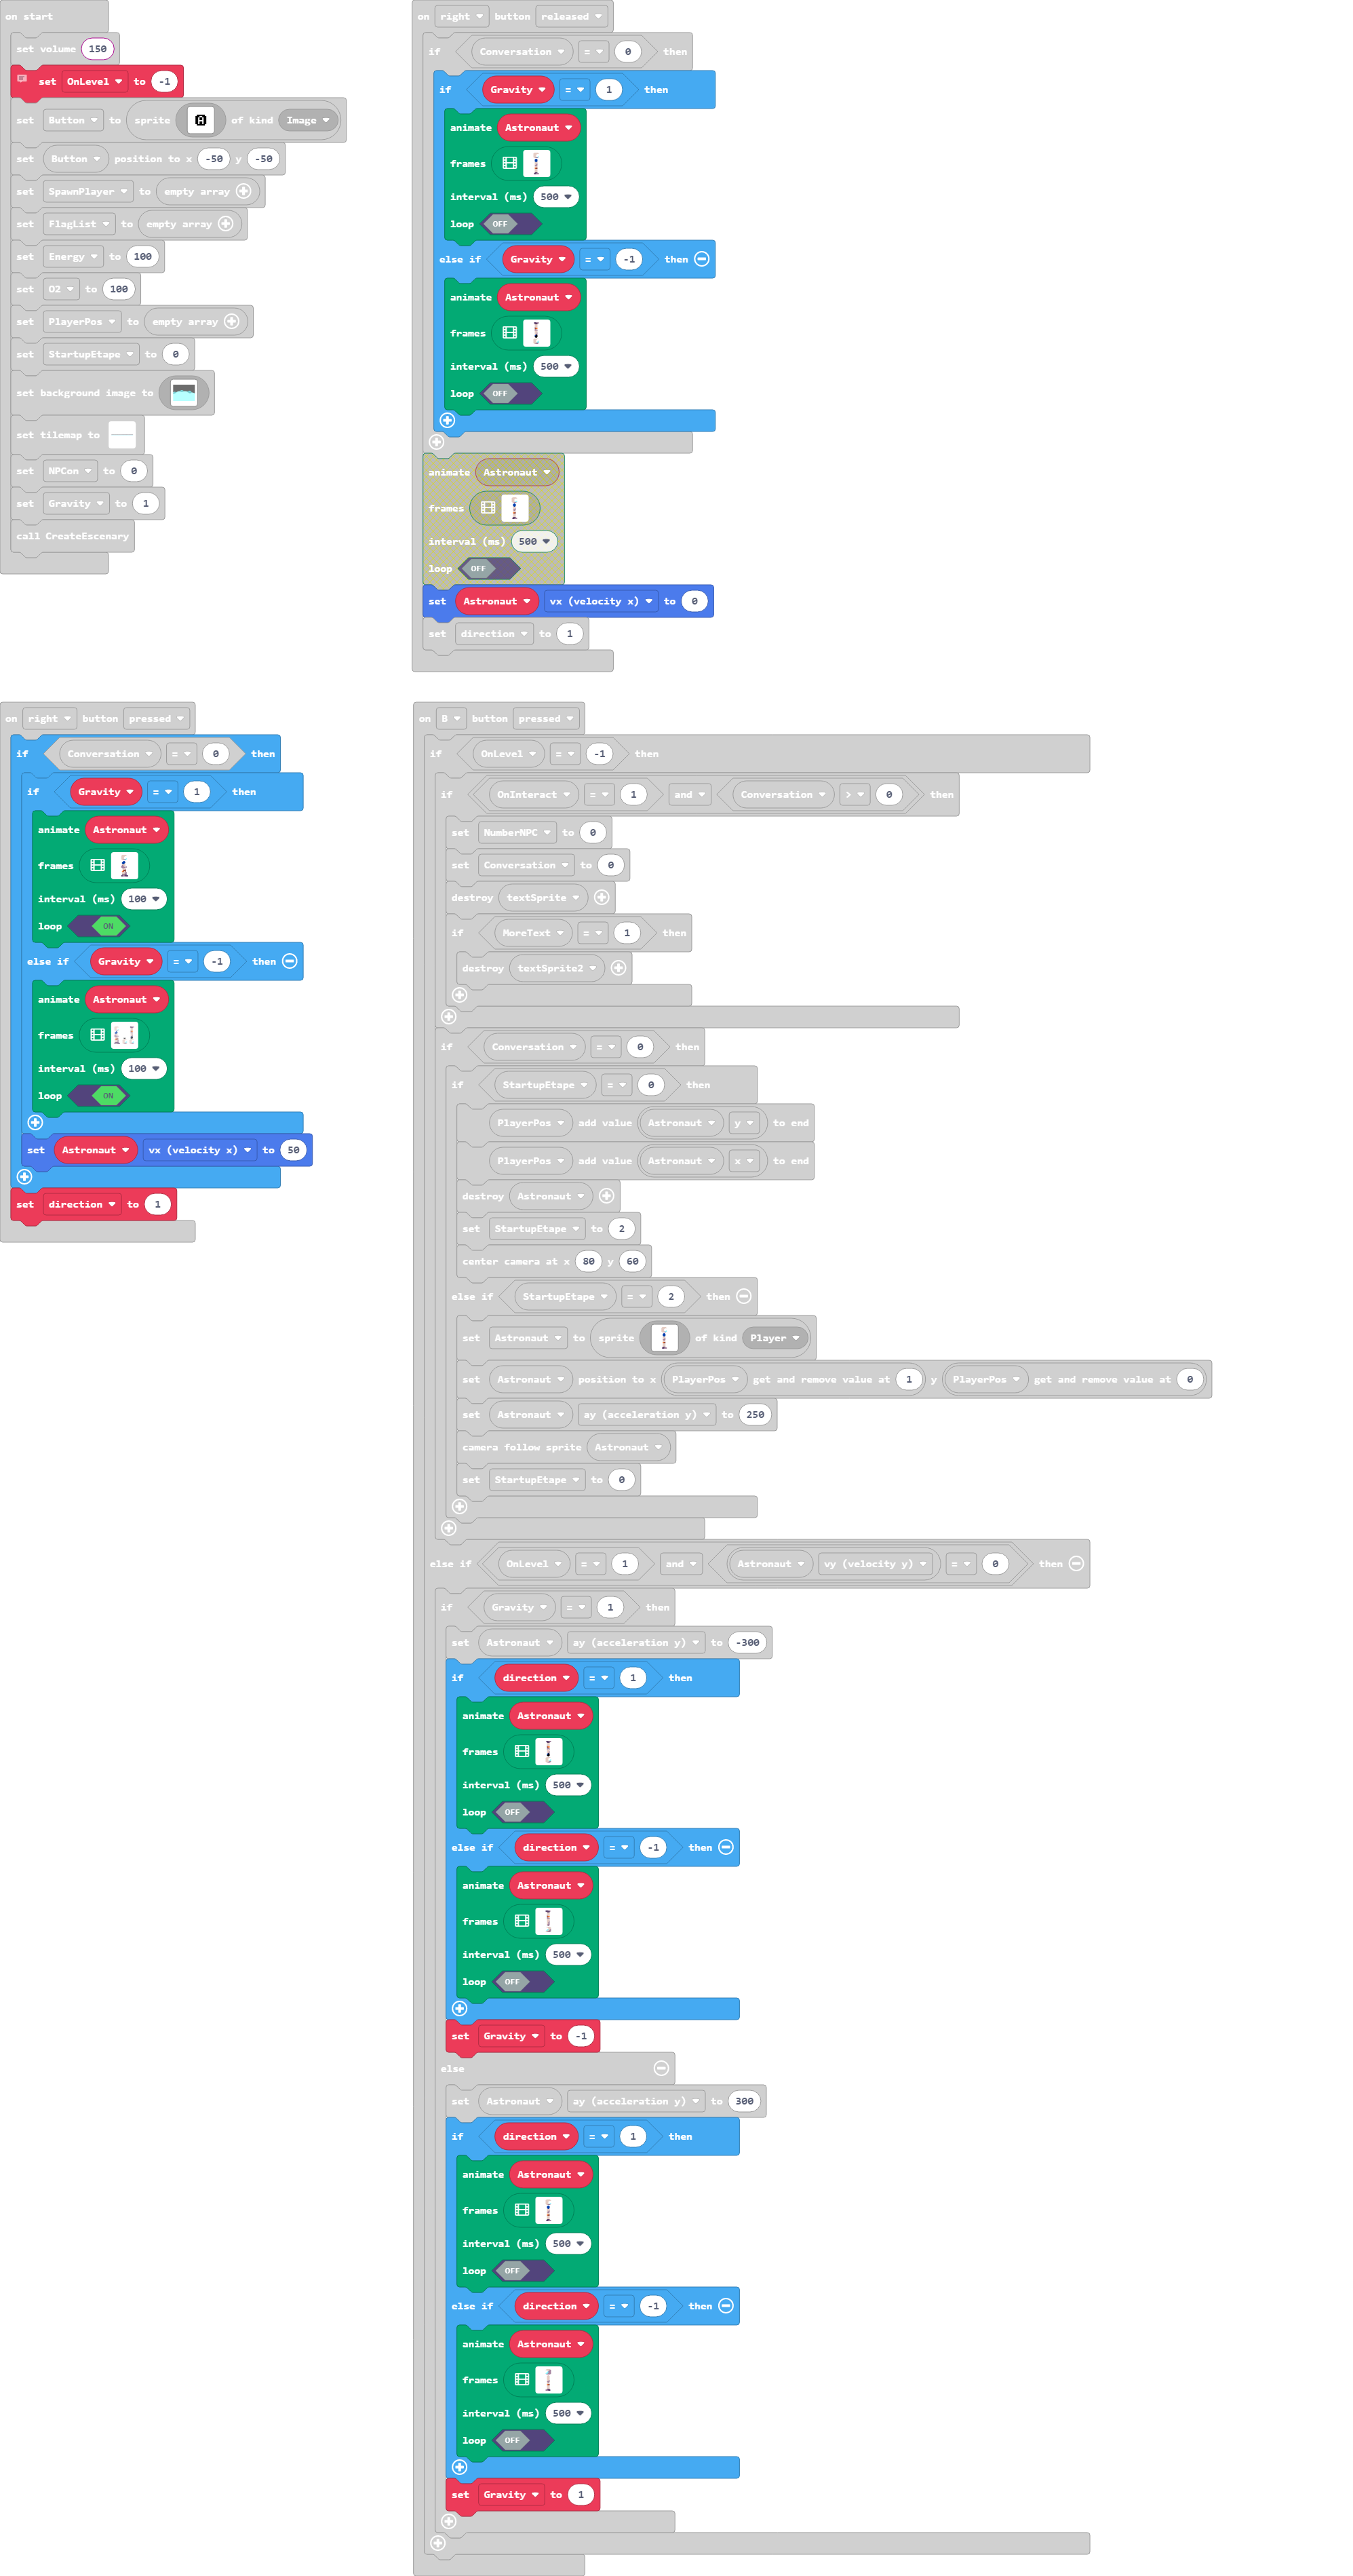 on start
set volume 150
set OnLevel to -1
set Button to sprite A of kind Image
set Button position to x -50 y -50
set SpawnPlayer to empty array
set FlagList to empty array
set Energy to 100
set O2 to 100
set PlayerPos to empty array
set StartupEtape to 0
set background image to
set tilemap to
set NPCon to 0
set Gravity to 1
call CreateEscenary
on right button released
if Conversation = 0 then
if Gravity = 1 then
animate Astronaut
frames
interval (ms) 500
loop OFF
else if Gravity = -1 then
animate Astronaut
frames
interval (ms) 500
loop OFF
animate Astronaut
frames
interval (ms) 500
loop OFF
set Astronaut vx (velocity x) to 0
set direction to 1
on right button pressed
if Conversation = 0 then
if Gravity = 1 then
animate Astronaut
frames
interval (ms) 100
loop ON
else if Gravity = -1 then
animate Astronaut
frames
interval (ms) 100
loop ON
set Astronaut vx (velocity x) to 50
set direction to 1
on B button pressed
if OnLevel = -1 then
if OnInteract = 1 and Conversation > 0 then
set NumberNPC to 0
set Conversation to 0
destroy textSprite
if MoreText = 1 then
destroy textSprite2
if Conversation = 0 then
if StartupEtape = 0 then
PlayerPos add value Astronaut y to end
PlayerPos add value Astronaut x to end
destroy Astronaut
set StartupEtape to 2
center camera at x 80 y 60
else if StartupEtape = 2 then
set Astronaut to sprite of kind Player
set Astronaut position to x PlayerPos get and remove value at 1 y PlayerPos get and remove value at 0
set Astronaut ay (acceleration y) to 250
camera follow sprite Astronaut
set StartupEtape to 0
else if OnLevel = 1 and Astronaut vy (velocity y) = 0 then
if Gravity = 1 then
set Astronaut ay (acceleration y) to -300
if direction = 1 then
animate Astronaut
frames
interval (ms) 500
loop OFF
else if direction = -1 then
animate Astronaut
frames
interval (ms) 500
loop OFF
set Gravity to -1
else
set Astronaut ay (acceleration y) to 300
if direction = 1 then
animate Astronaut
frames
interval (ms) 500
loop OFF
else if direction = -1 then
animate Astronaut
frames
interval (ms) 500
loop OFF
set Gravity to 1